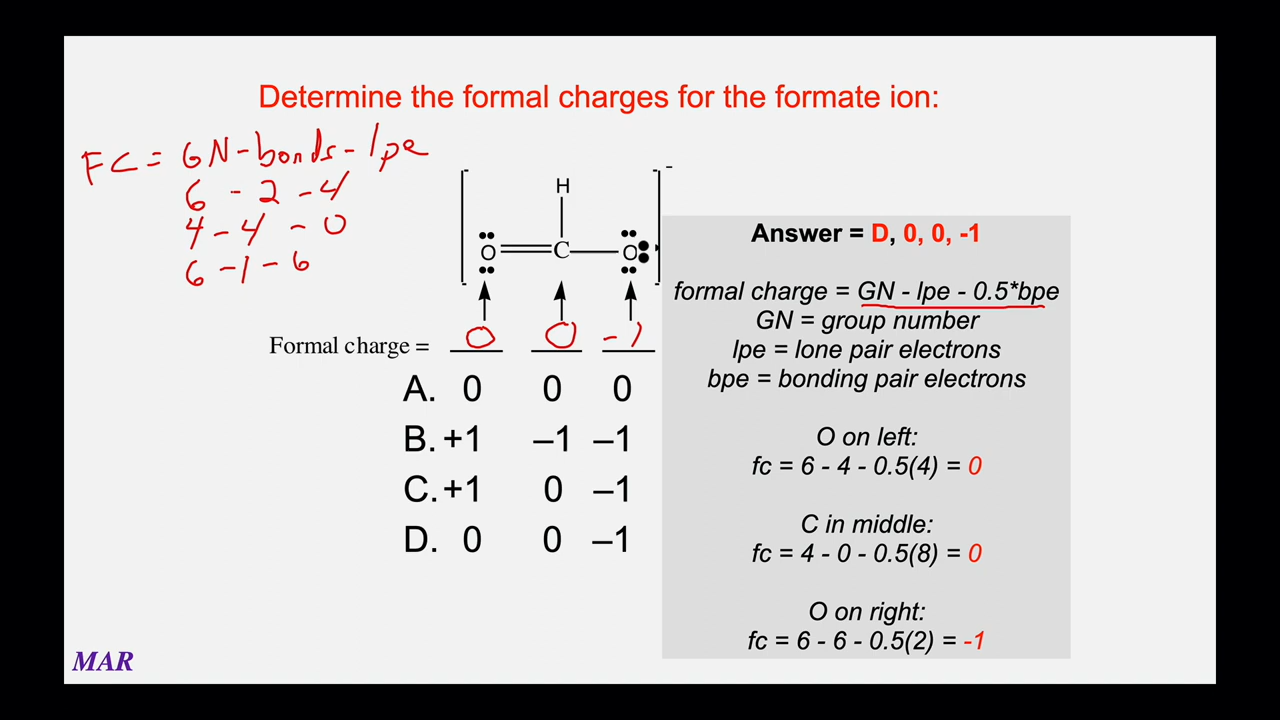 Determine the formal charges for the formate ion:
FC = GN - bonds - lpe
6 - 2 - 4
4 - 4 - 0
6 - 1 - 6
H
O C O
-
Formal charge = 0 0 -1
A. 0 0 0
B. +1 –1 –1
C. +1 0 –1
D. 0 0 –1
Answer = D, 0, 0, -1
formal charge = GN - lpe - 0.5*bpe
GN = group number
lpe = lone pair electrons
bpe = bonding pair electrons
O on left:
fc = 6 - 4 - 0.5(4) = 0
C in middle:
fc = 4 - 0 - 0.5(8) = 0
O on right:
fc = 6 - 6 - 0.5(2) = -1
MAR